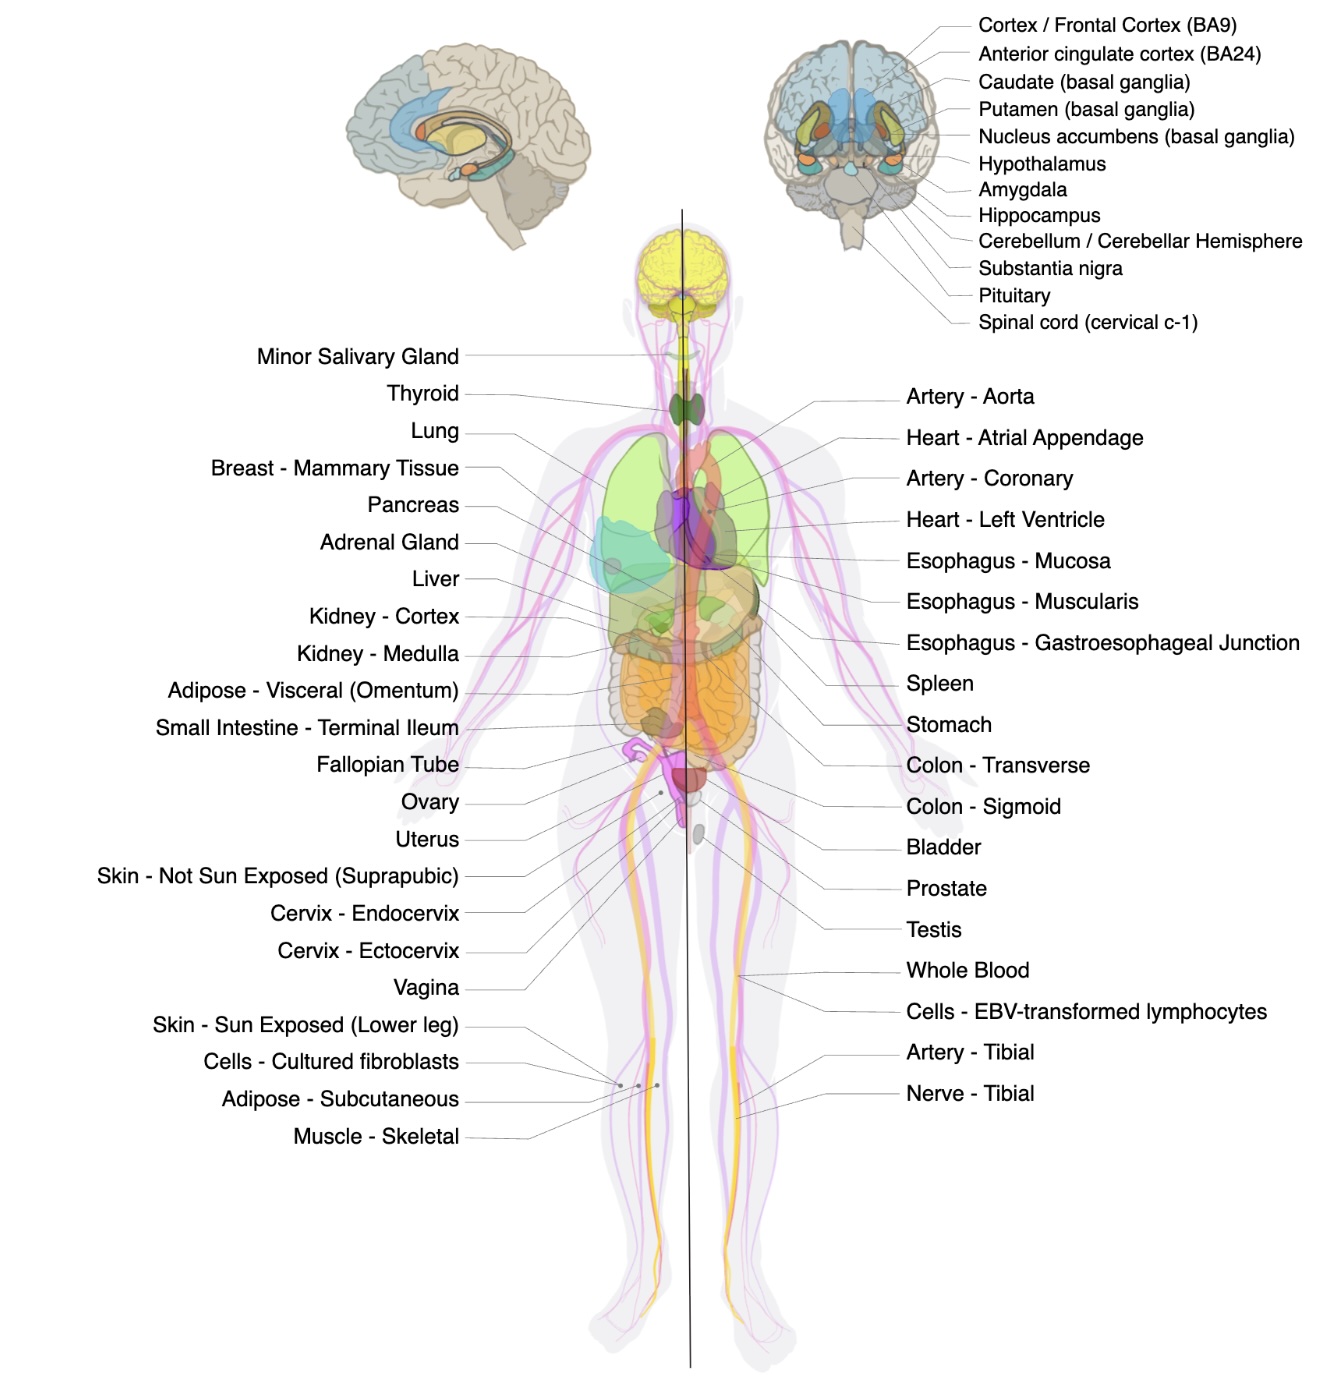 Cortex / Frontal Cortex (BA9)
Anterior cingulate cortex (BA24)
Caudate (basal ganglia)
Putamen (basal ganglia)
Nucleus accumbens (basal ganglia)
Hypothalamus
Amygdala
Hippocampus
Cerebellum / Cerebellar Hemisphere
Substantia nigra
Pituitary
Spinal cord (cervical c-1)
Minor Salivary Gland
Thyroid
Lung
Breast - Mammary Tissue
Pancreas
Adrenal Gland
Liver
Kidney - Cortex
Kidney - Medulla
Adipose - Visceral (Omentum)
Small Intestine - Terminal Ileum
Fallopian Tube
Ovary
Uterus
Skin - Not Sun Exposed (Suprapubic)
Cervix - Endocervix
Cervix - Ectocervix
Vagina
Skin - Sun Exposed (Lower leg)
Cells - Cultured fibroblasts
Adipose - Subcutaneous
Muscle - Skeletal
Artery - Aorta
Heart - Atrial Appendage
Artery - Coronary
Heart - Left Ventricle
Esophagus - Mucosa
Esophagus - Muscularis
Esophagus - Gastroesophageal Junction
Spleen
Stomach
Colon - Transverse
Colon - Sigmoid
Bladder
Prostate
Testis
Whole Blood
Cells - EBV-transformed lymphocytes
Artery - Tibial
Nerve - Tibial